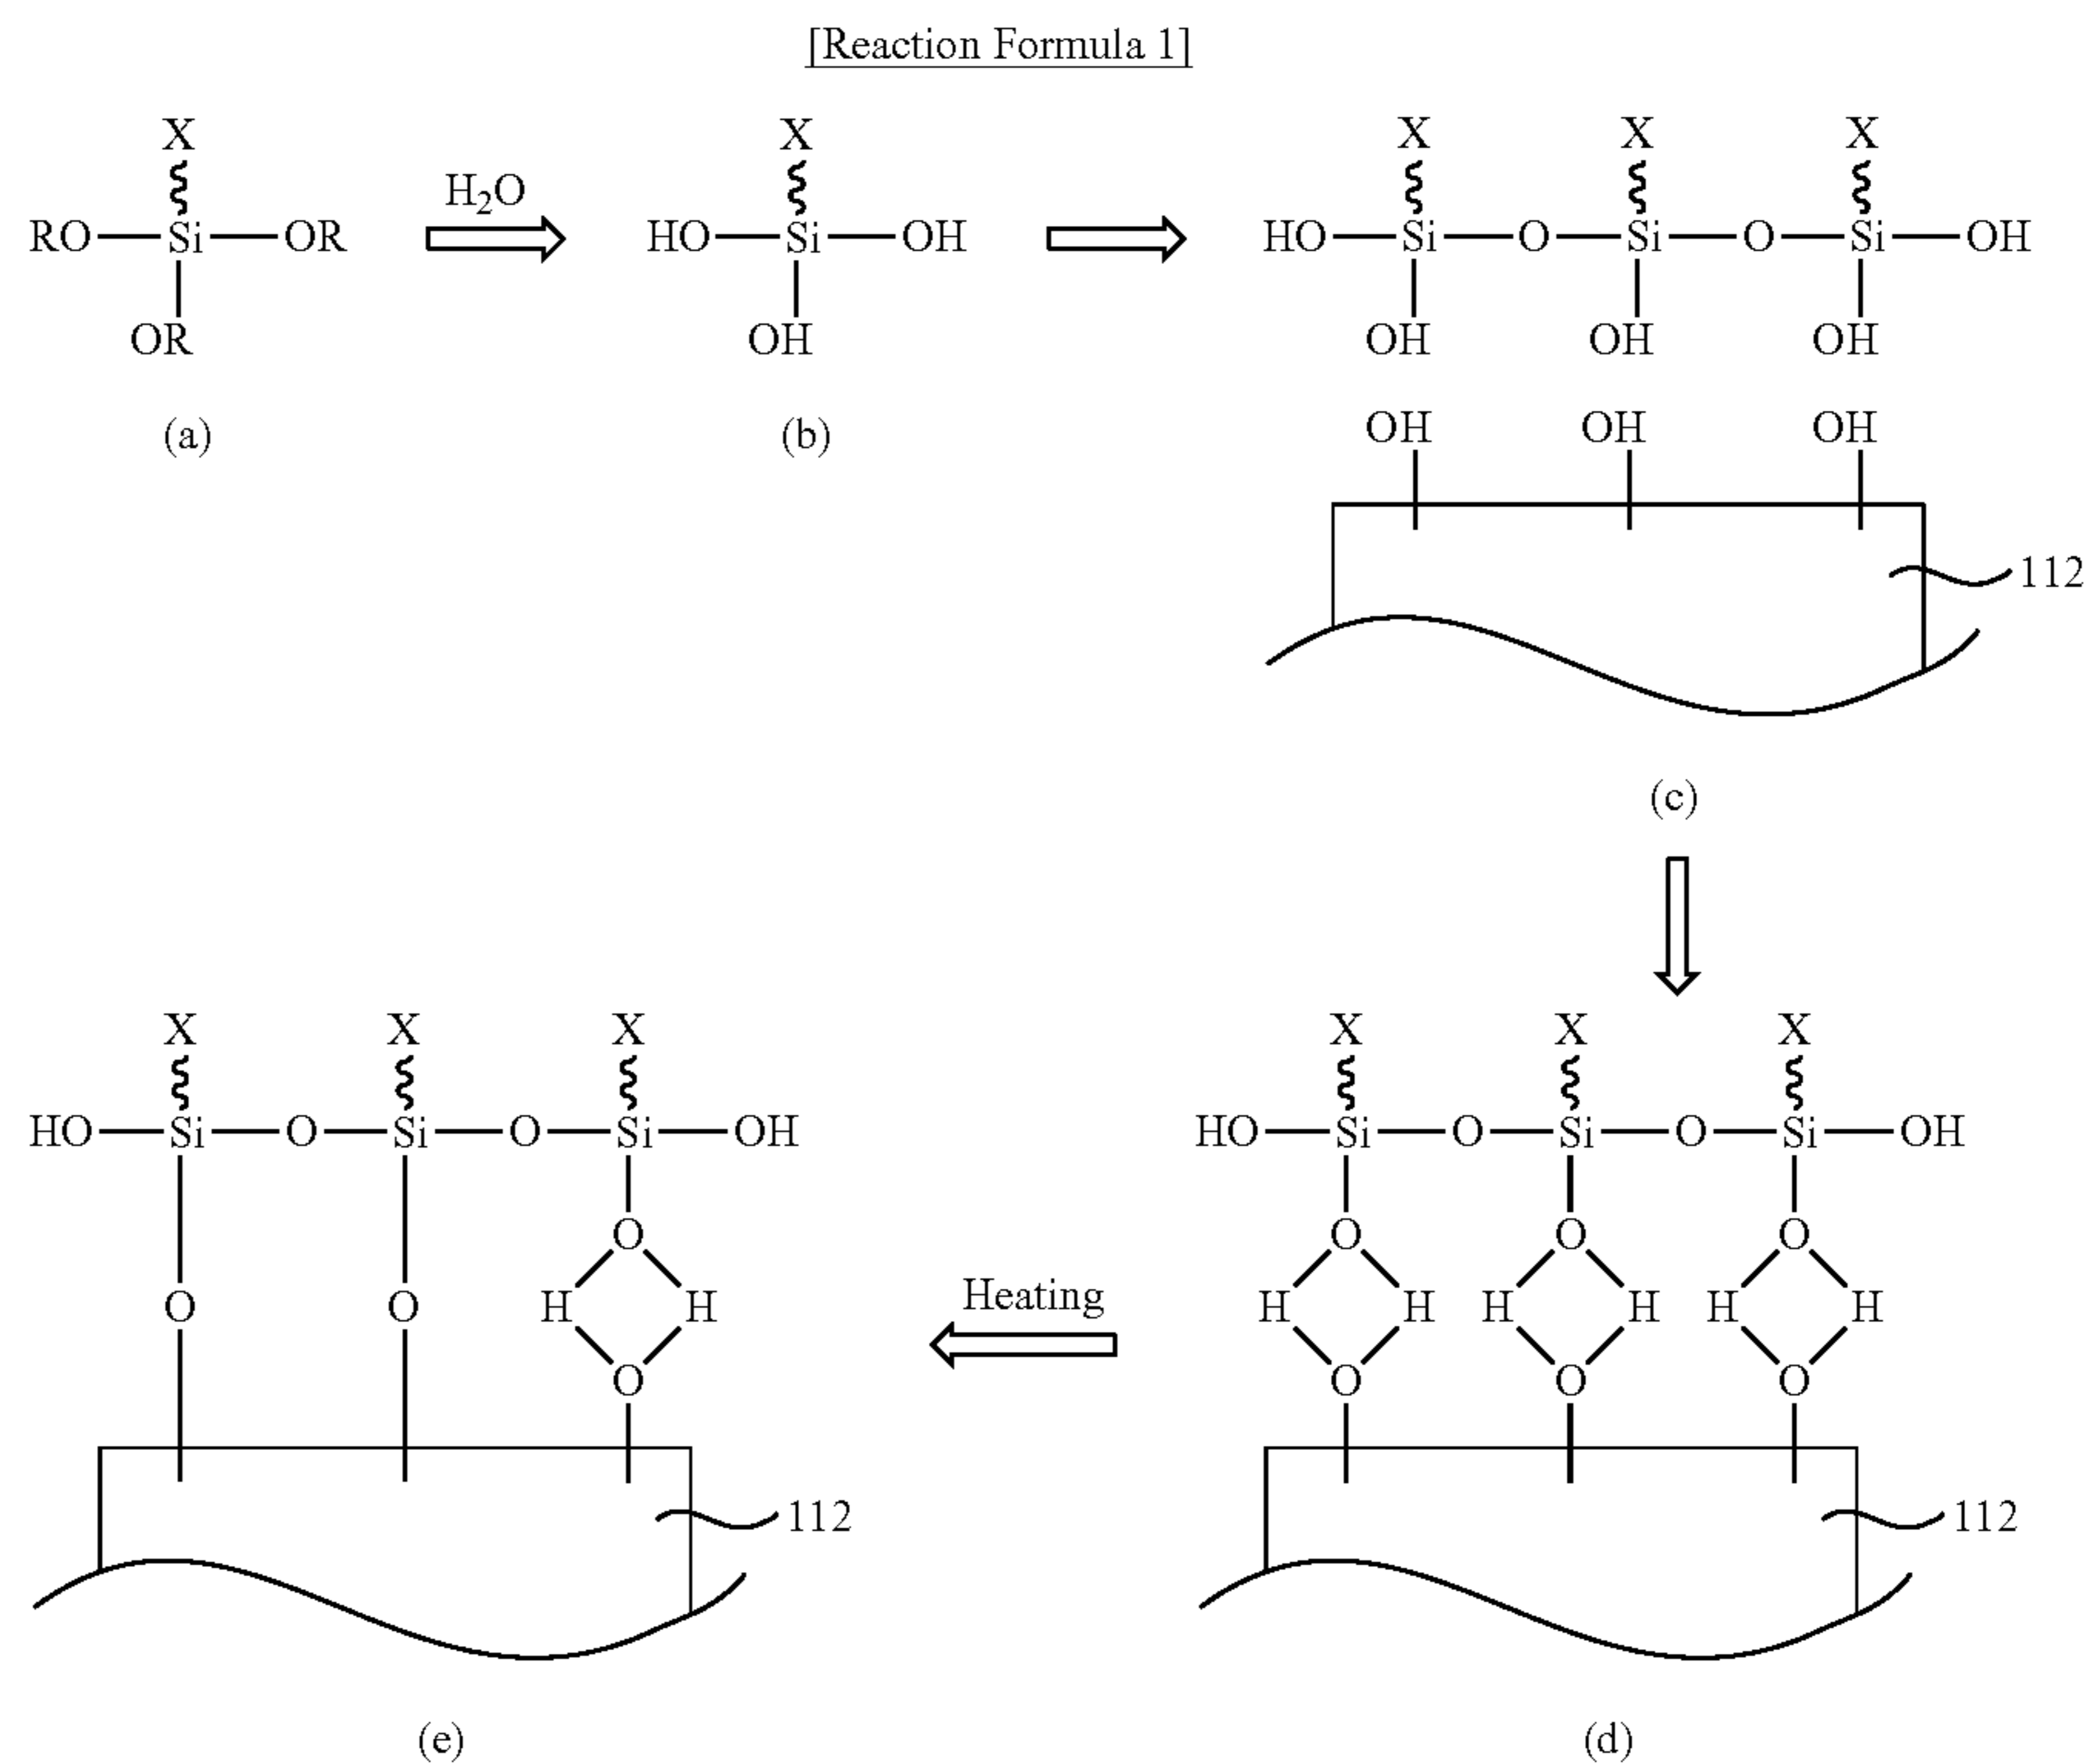 [Reaction Formula 1]
X X X X X
RO Si OR H2O HO Si OH HO Si O Si O Si OH
OR OH OH OH OH
(a) (b) OH OH OH
112
(c)
X X X X X X
HO Si O Si O Si OH HO Si O Si O Si OH
O O O O
O O H H Heating H H H H H H
O O O O
112 112
(e) (d)